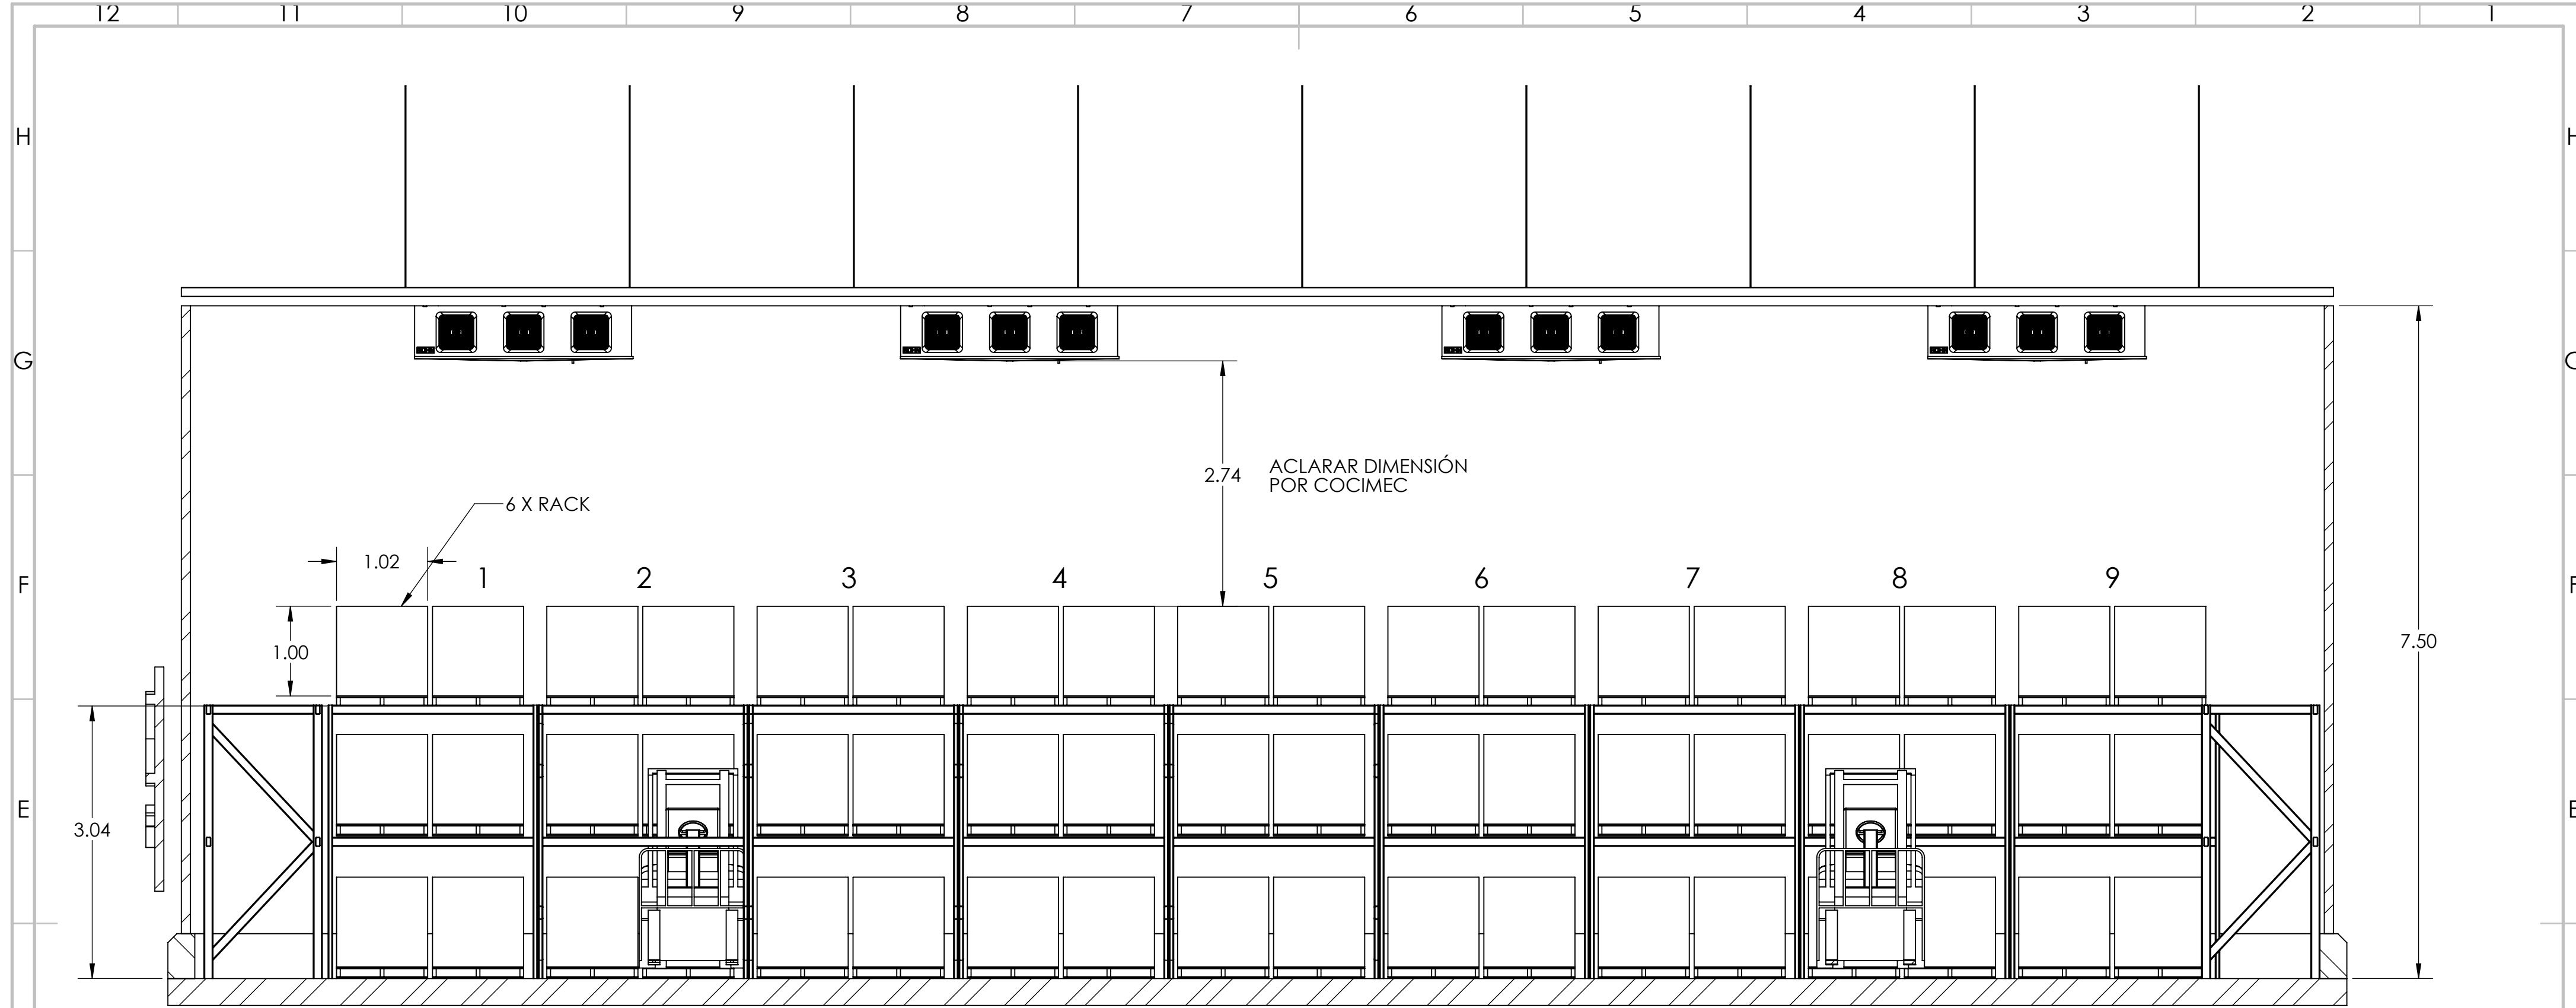 12 11 10 9 8 7 6 5 4 3 2 1
H H
G
2.74
ACLARAR DIMENSIÓN
POR COCIMEC
6 X RACK
1.02
F F
1 2 3 4 5 6 7 8 9
1.00
7.50
3.04
E E